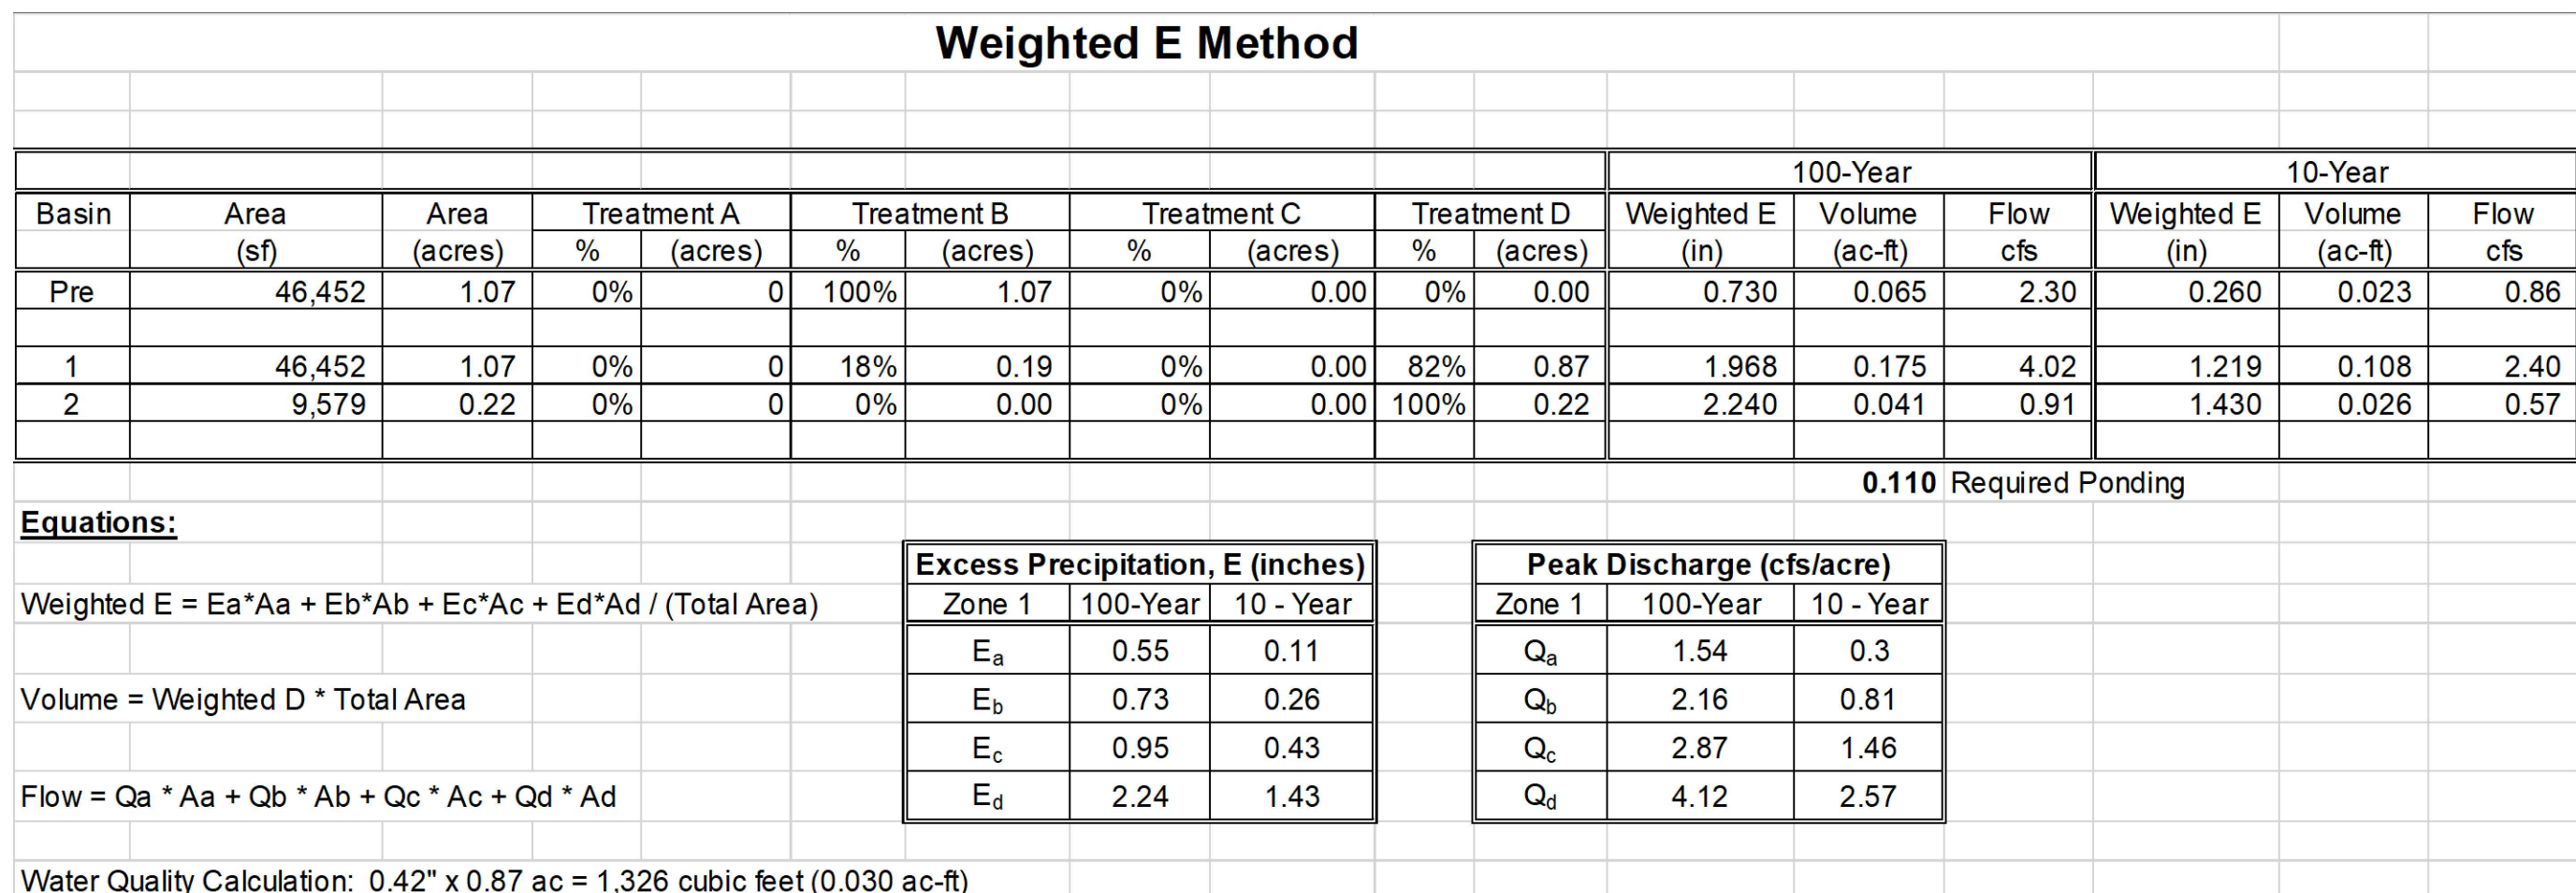 Weighted E Method
100-Year 10-Year
Basin Area Area Treatment A Treatment B Treatment C Treatment D Weighted E Volume Flow Weighted E Volume Flow
(sf) (acres) % (acres) % (acres) % (acres) % (acres) (in) (ac-ft) cfs (in) (ac-ft) cfs
Pre 46,452 1.07 0% 0 100% 1.07 0% 0.00 0% 0.00 0.730 0.065 2.30 0.260 0.023 0.86
1 46,452 1.07 0% 0 18% 0.19 0% 0.00 82% 0.87 1.968 0.175 4.02 1.219 0.108 2.40
2 9,579 0.22 0% 0 0% 0.00 0% 0.00 100% 0.22 2.240 0.041 0.91 1.430 0.026 0.57
0.110 Required Ponding
Equations:
Excess Precipitation, E (inches) Peak Discharge (cfs/acre)
Weighted E = Ea*Aa + Eb*Ab + Ec*Ac + Ed*Ad / (Total Area) Zone 1 100-Year 10 - Year Zone 1 100-Year 10 - Year
Ea 0.55 0.11 Qa 1.54 0.3
Volume = Weighted D * Total Area Eb 0.73 0.26 Qb 2.16 0.81
Ec 0.95 0.43 Qc 2.87 1.46
Flow = Qa * Aa + Qb * Ab + Qc * Ac + Qd * Ad Ed 2.24 1.43 Qd 4.12 2.57
Water Quality Calculation: 0.42" x 0.87 ac = 1,326 cubic feet (0.030 ac-ft)